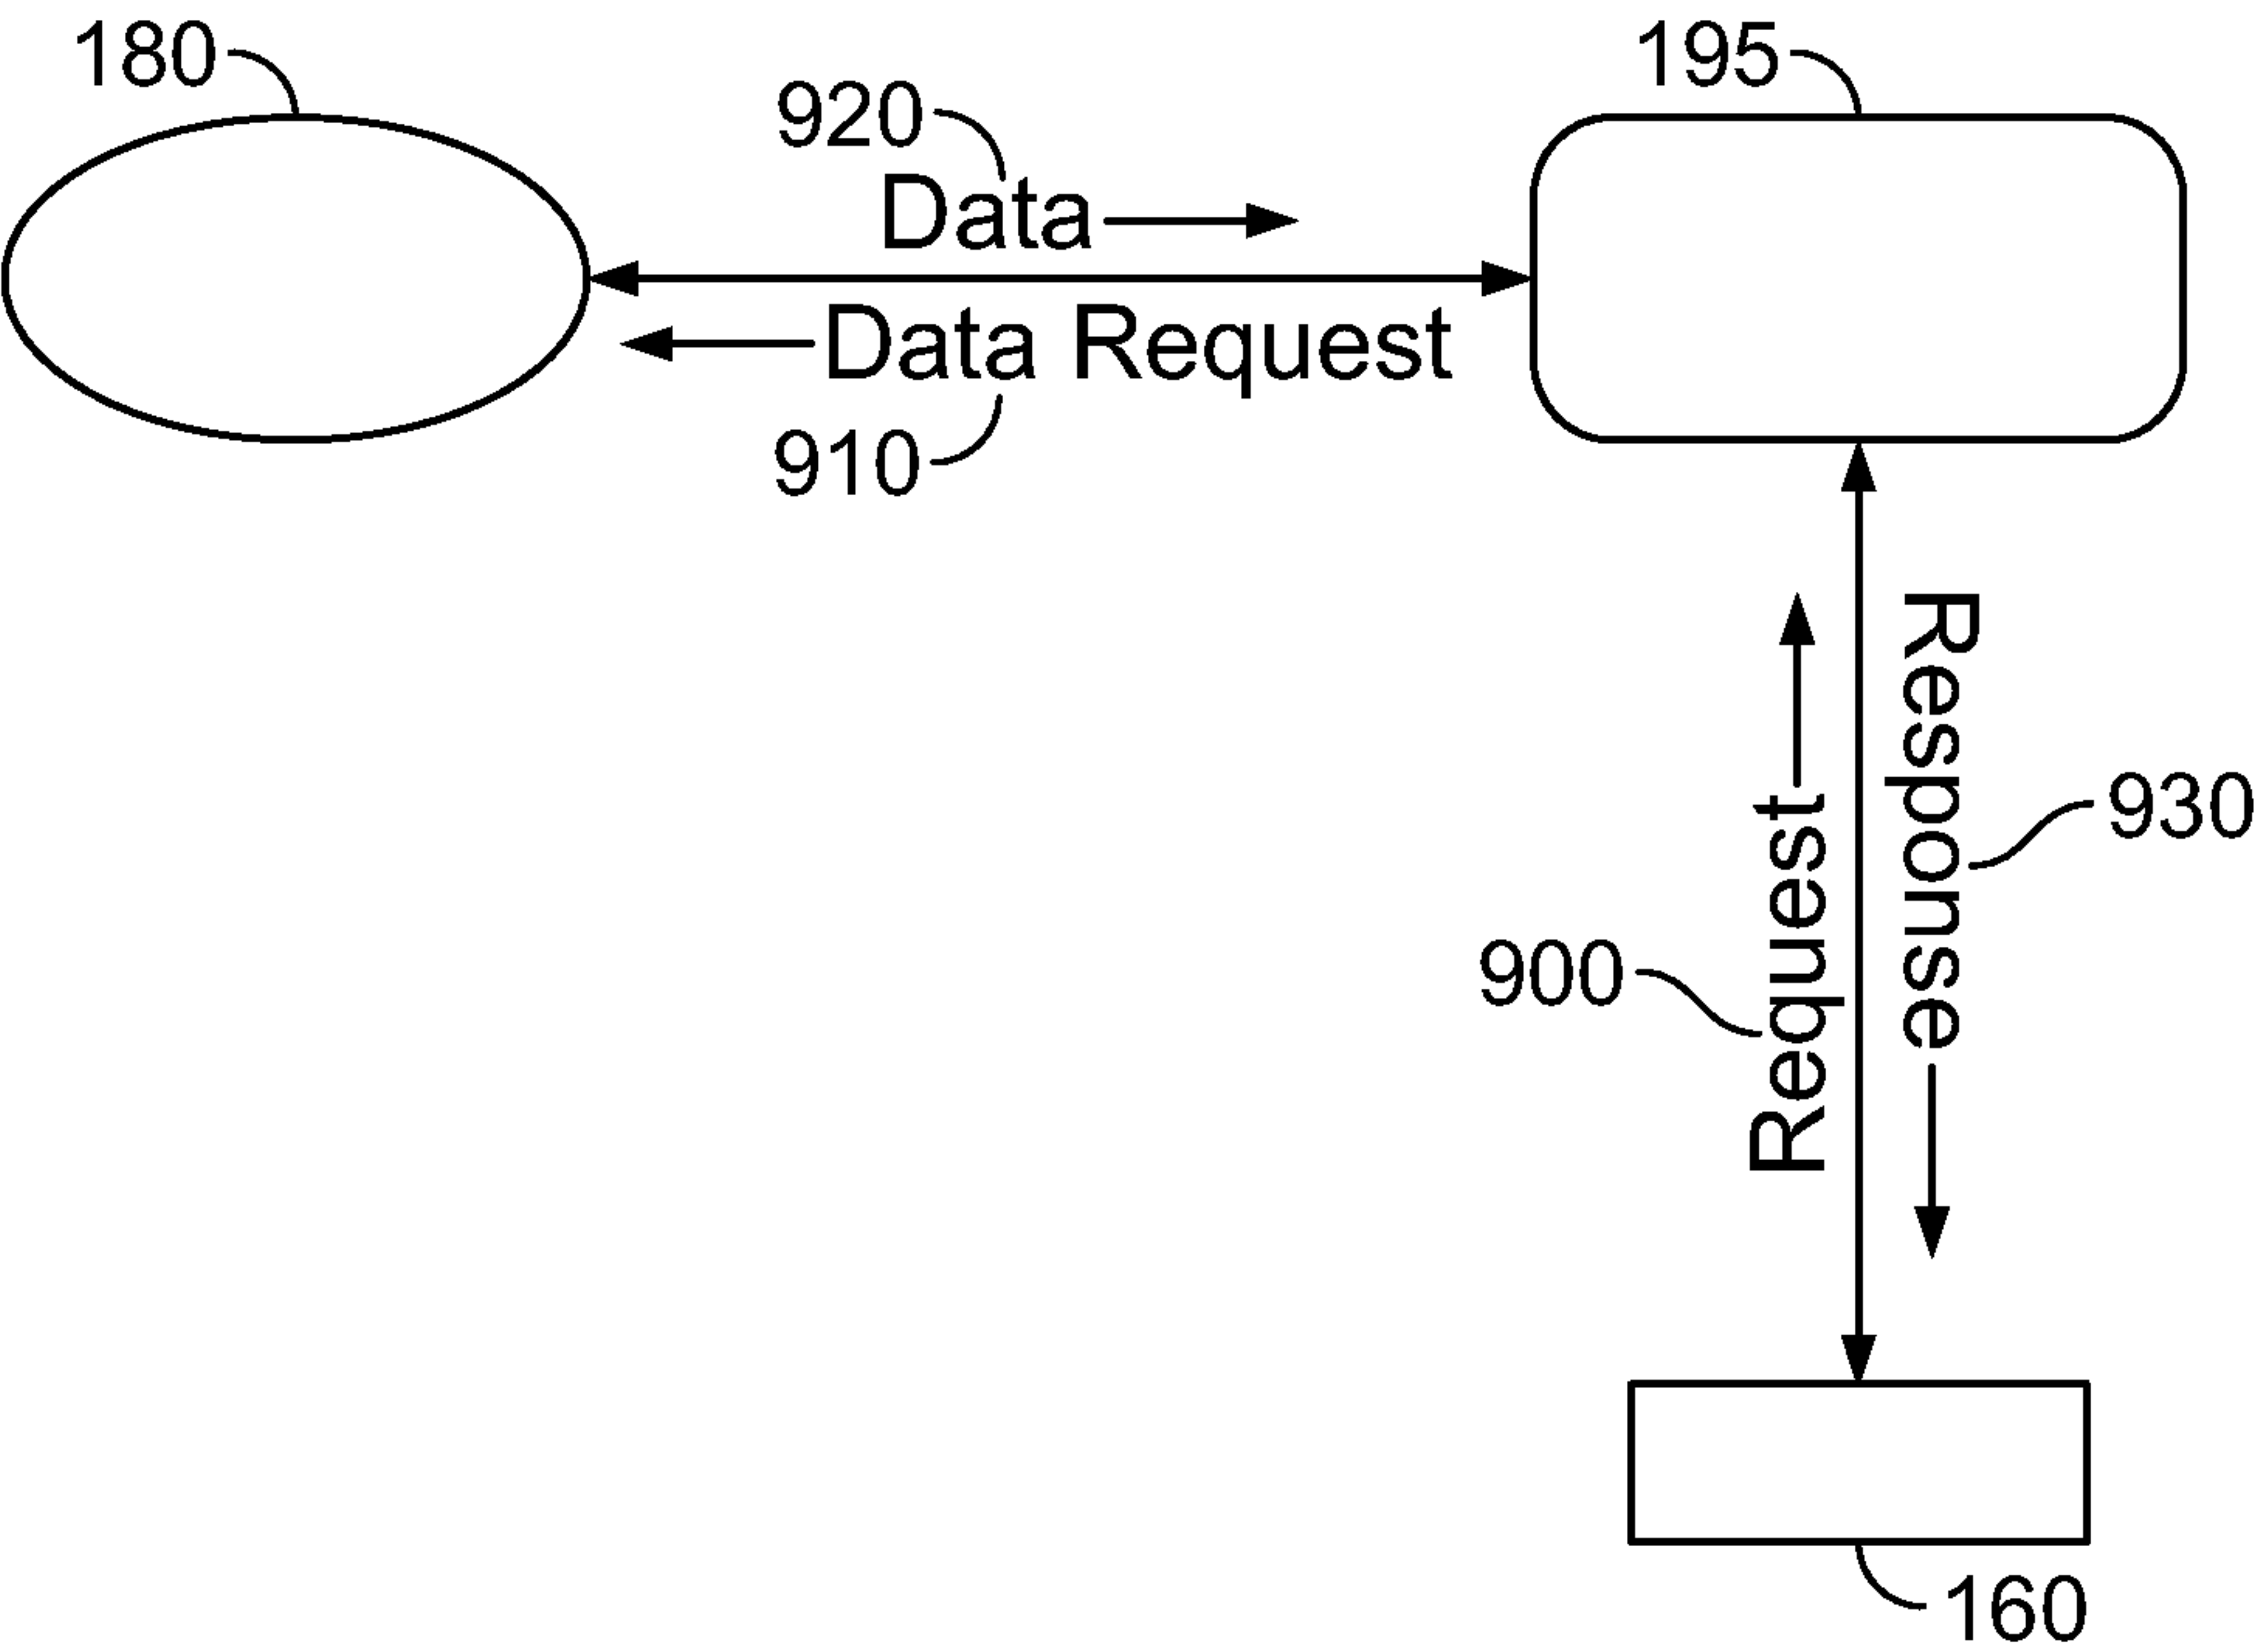 180
195
920
Data
Data Request
910
Response
930
Request
900
160